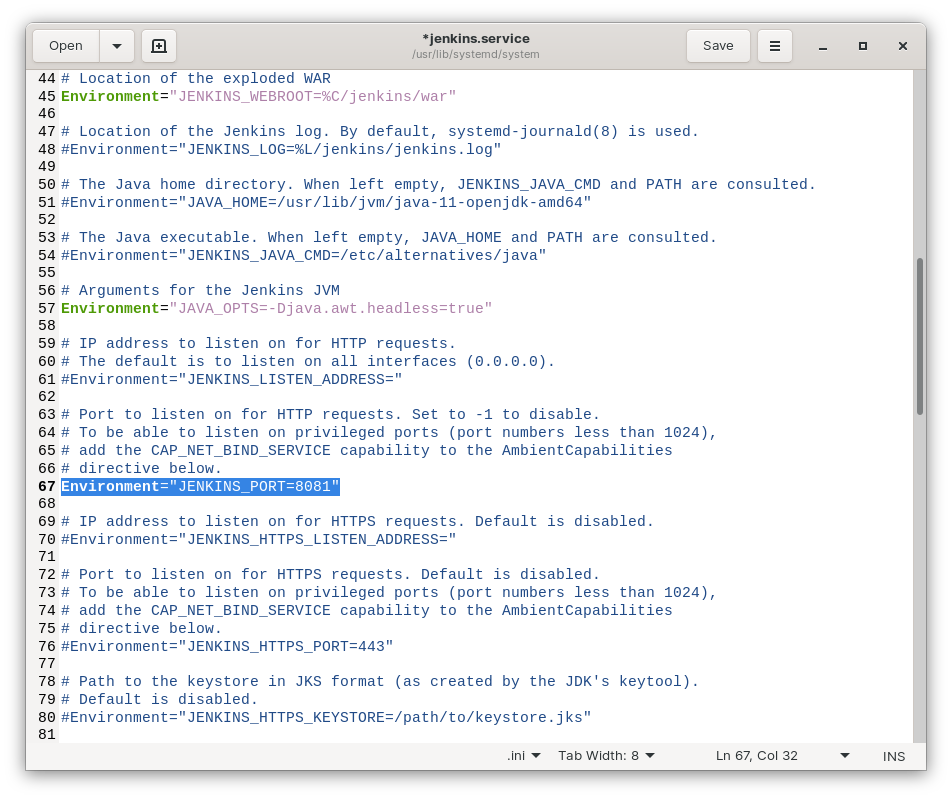 Open
*jenkins.service
/usr/lib/systemd/system
Save
44 # Location of the exploded WAR
45 Environment="JENKINS_WEBROOT=%C/jenkins/war"
46
47 # Location of the Jenkins log. By default, systemd-journald(8) is used.
48 #Environment="JENKINS_LOG=%L/jenkins/jenkins.log"
49
50 # The Java home directory. When left empty, JENKINS_JAVA_CMD and PATH are consulted.
51 #Environment="JAVA_HOME=/usr/lib/jvm/java-11-openjdk-amd64"
52
53 # The Java executable. When left empty, JAVA_HOME and PATH are consulted.
54 #Environment="JENKINS_JAVA_CMD=/etc/alternatives/java"
55
56 # Arguments for the Jenkins JVM
57 Environment="JAVA_OPTS=-Djava.awt.headless=true"
58
59 # IP address to listen on for HTTP requests.
60 # The default is to listen on all interfaces (0.0.0.0).
61 #Environment="JENKINS_LISTEN_ADDRESS="
62
63 # Port to listen on for HTTP requests. Set to -1 to disable.
64 # To be able to listen on privileged ports (port numbers less than 1024),
65 # add the CAP_NET_BIND_SERVICE capability to the AmbientCapabilities
66 # directive below.
67 Environment="JENKINS_PORT=8081"
68
69 # IP address to listen on for HTTPS requests. Default is disabled.
70 #Environment="JENKINS_HTTPS_LISTEN_ADDRESS="
71
72 # Port to listen on for HTTPS requests. Default is disabled.
73 # To be able to listen on privileged ports (port numbers less than 1024),
74 # add the CAP_NET_BIND_SERVICE capability to the AmbientCapabilities
75 # directive below.
76 #Environment="JENKINS_HTTPS_PORT=443"
77
78 # Path to the keystore in JKS format (as created by the JDK's keytool).
79 # Default is disabled.
80 #Environment="JENKINS_HTTPS_KEYSTORE=/path/to/keystore.jks"
81
.ini Tab Width: 8 Ln 67, Col 32 INS